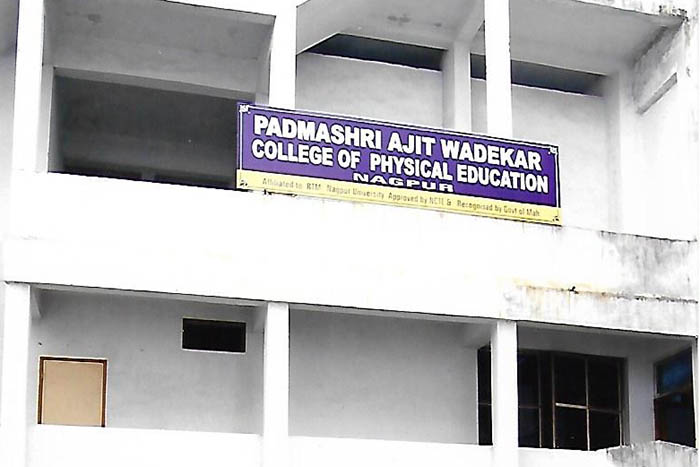 PADMASHRI AJIT WADEKAR
COLLEGE OF PHYSICAL EDUCATION
NAGPUR
Affiliated to RTM Nagpur University Approved by NCTE & Recognised by Govt of Mah